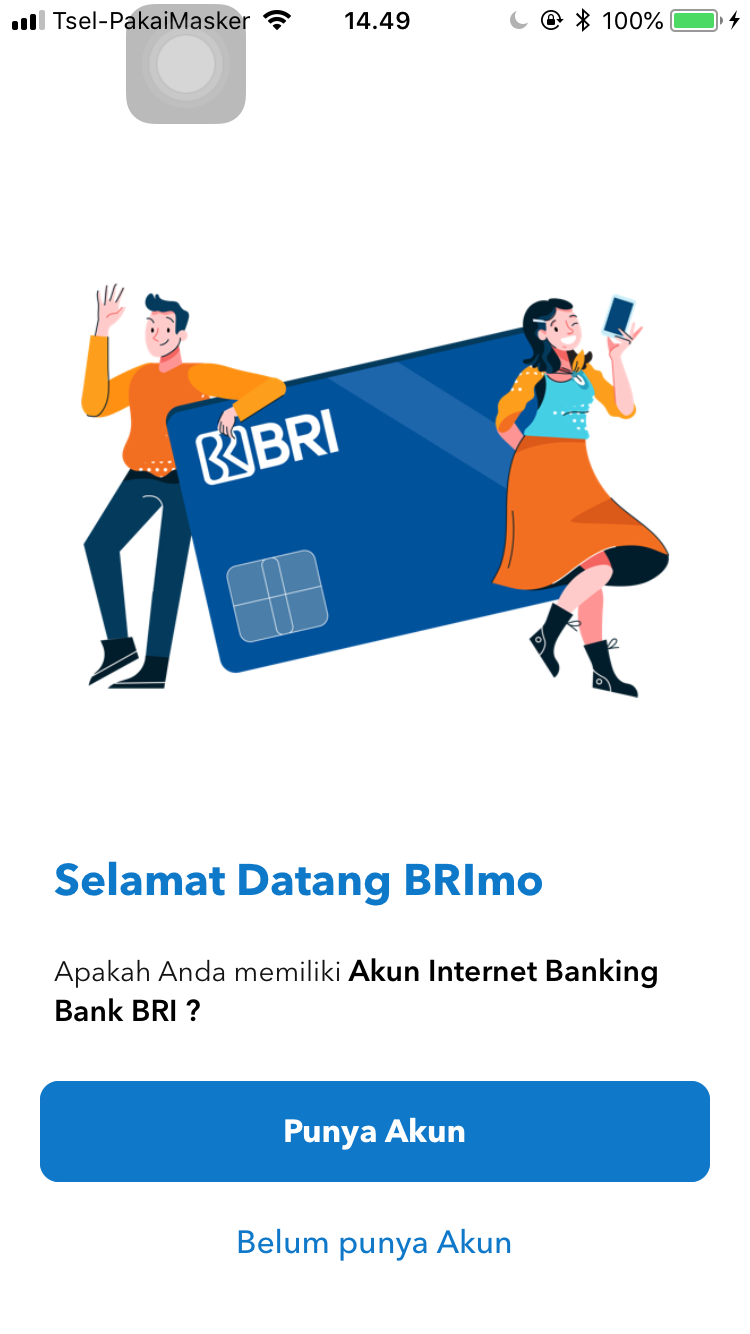 Tsel-PakaiMasker 14.49 100%
BRI
Selamat Datang BRImo
Apakah Anda memiliki Akun Internet Banking
Bank BRI ?
Punya Akun
Belum punya Akun